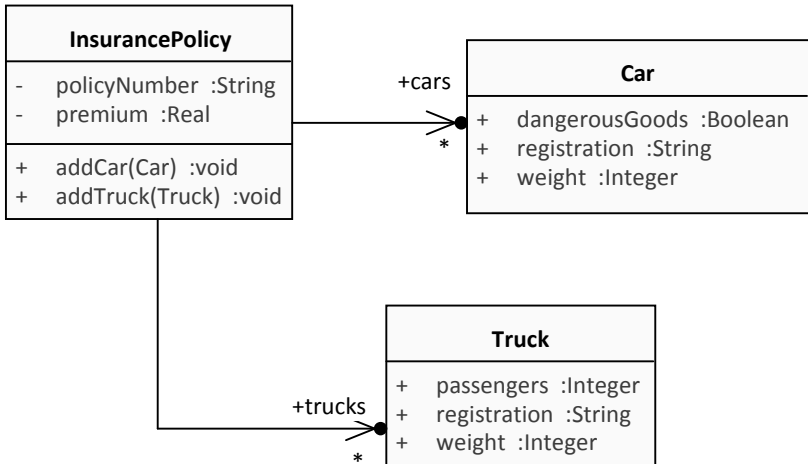 InsurancePolicy
- policyNumber :String
- premium :Real
+ addCar(Car) :void
+ addTruck(Truck) :void
+cars
*
Car
+ dangerousGoods :Boolean
+ registration :String
+ weight :Integer
+trucks
*
Truck
+ passengers :Integer
+ registration :String
+ weight :Integer